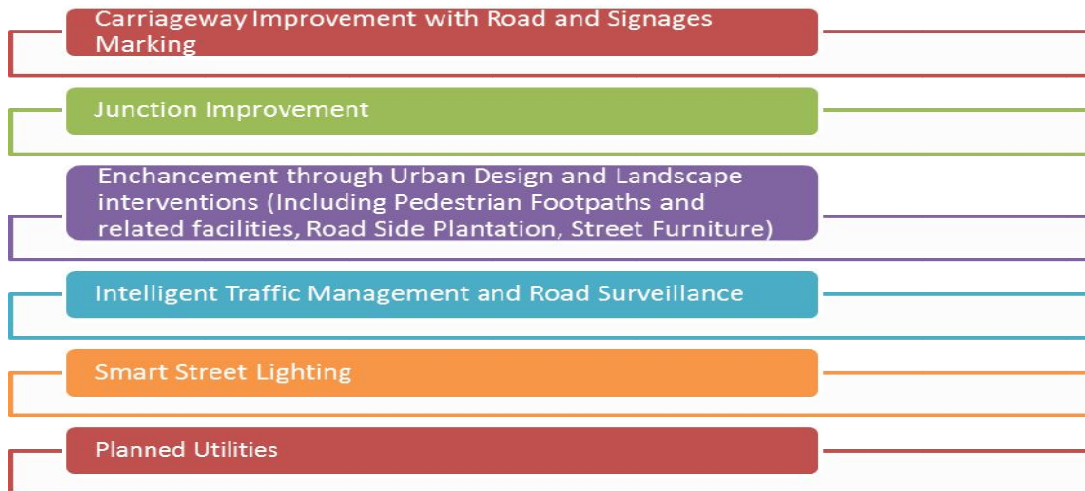 Carriageway Improvement with Road and Signages
Marking
Junction Improvement
Enchancement through Urban Design and Landscape
interventions (Including Pedestrian Footpaths and
related facilities, Road Side Plantation, Street Furniture)
Intelligent Traffic Management and Road Surveillance
Smart Street Lighting
Planned Utilities